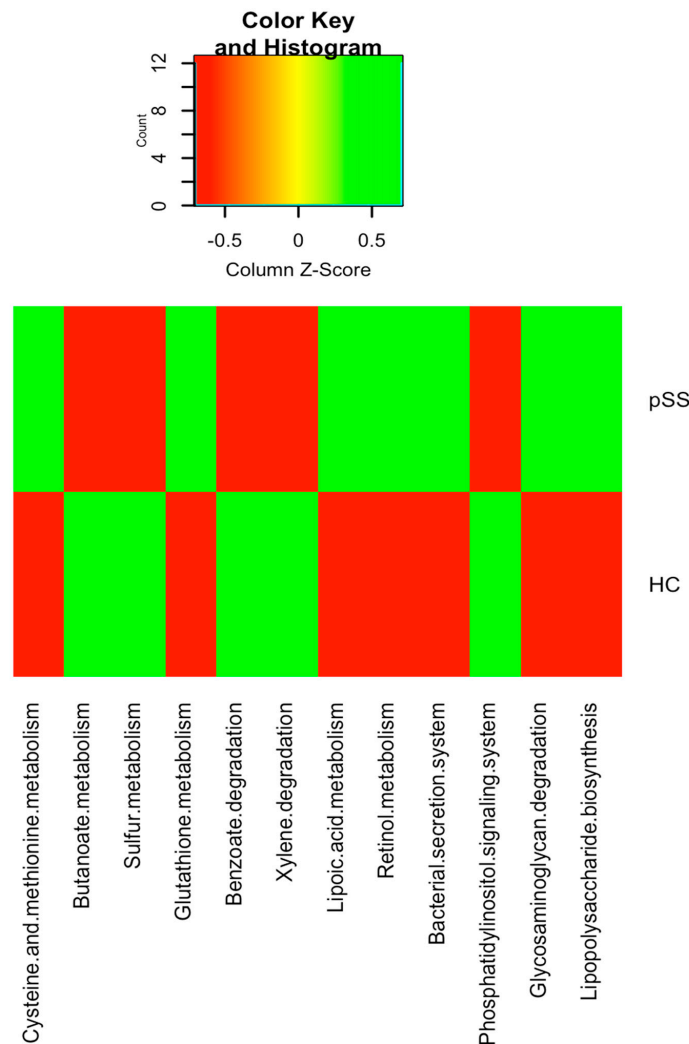 Color Key
and Histogram
12
8
4
0
Count
-0.5 0 0.5
Column Z-Score
pSS
HC
Cysteine.and.methionine.metabolism
Butanoate.metabolism
Sulfur.metabolism
Glutathione.metabolism
Benzoate.degradation
Xylene.degradation
Lipoic.acid.metabolism
Retinol.metabolism
Bacterial.secretion.system
Phosphatidylinositol.signaling.system
Glycosaminoglycan.degradation
Lipopolysaccharide.biosynthesis